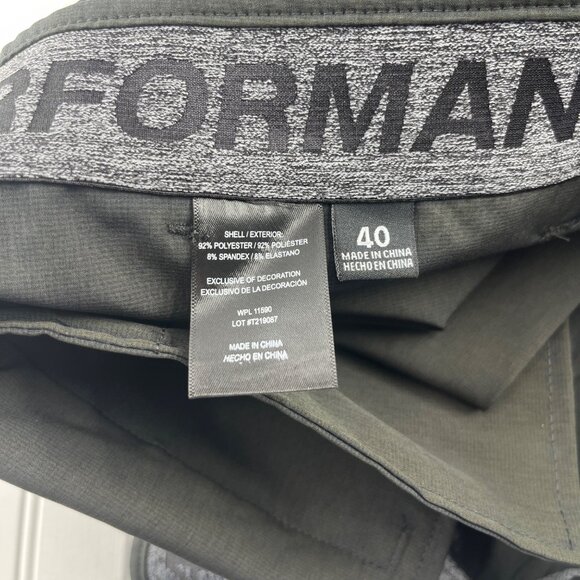 RFORMAN
SHELL / EXTERIOR:
92% POLYESTER / 92% POLIÉSTER
8% SPANDEX / 8% ELASTANO
EXCLUSIVE OF DECORATION
EXCLUSIVO DE LA DECORACIÓN
WPL 11590
LOT #T219087
MADE IN CHINA
HECHO EN CHINA
40
MADE IN CHINA
HECHO EN CHINA